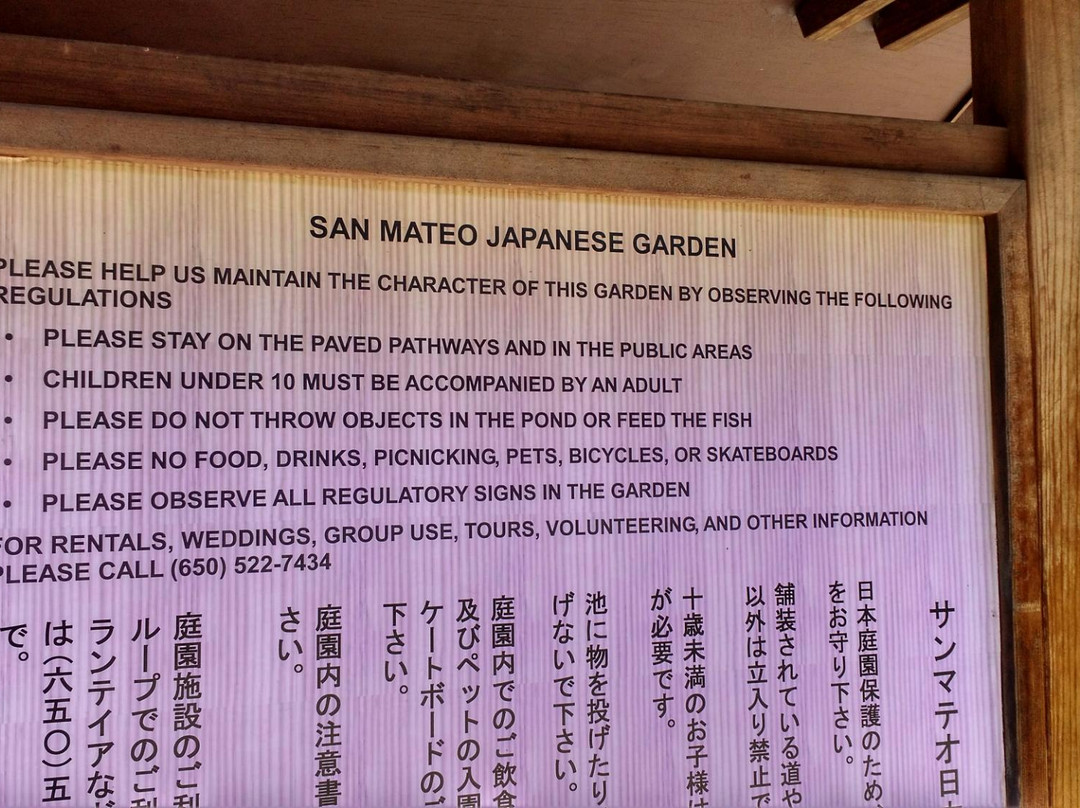 SAN MATEO JAPANESE GARDEN
PLEASE HELP US MAINTAIN THE CHARACTER OF THIS GARDEN BY OBSERVING THE FOLLOWING
REGULATIONS
• PLEASE STAY ON THE PAVED PATHWAYS AND IN THE PUBLIC AREAS
• CHILDREN UNDER 10 MUST BE ACCOMPANIED BY AN ADULT
• PLEASE DO NOT THROW OBJECTS IN THE POND OR FEED THE FISH
• PLEASE NO FOOD, DRINKS, PICNICKING, PETS, BICYCLES, OR SKATEBOARDS
• PLEASE OBSERVE ALL REGULATORY SIGNS IN THE GARDEN
FOR RENTALS, WEDDINGS, GROUP USE, TOURS, VOLUNTEERING, AND OTHER INFORMATION
PLEASE CALL (650) 522-7434
サンマテオ日
日本庭園保護のため
をお守り下さい。
舗装されている道や
以外は立入り禁止で
十歳未満のお子様は
が必要です。
池に物を投げたり
げないで下さい。
庭園内でのご飲食
及びペットの入園
ケートボードのご
下さい。
庭園内の注意書
さい。
庭園施設のご利
ループでのご利
ランテイアなど
は(六五〇)五
で。